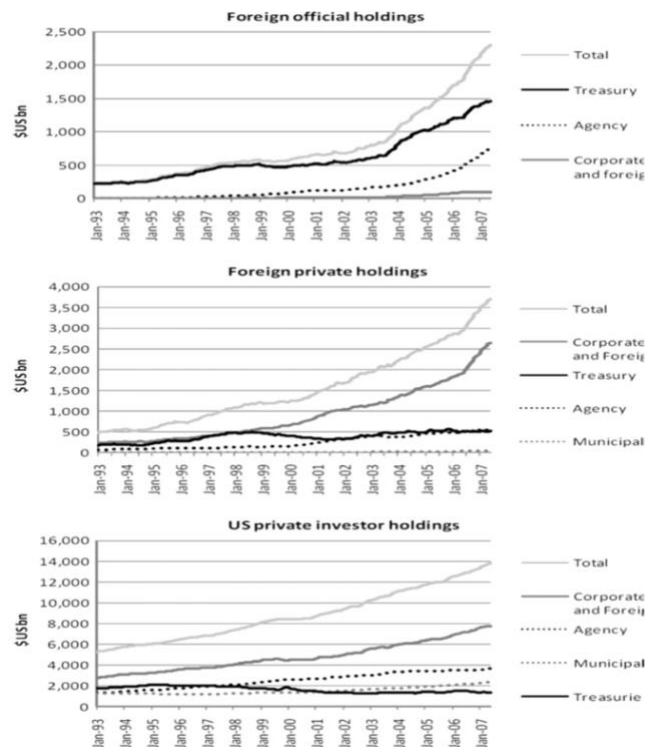 Foreign official holdings
2,500
2,000
1,500
1,000
500
0
$USbn
Jan-93
Jan-94
Jan-95
Jan-96
Jan-97
Jan-98
Jan-99
Jan-00
Jan-01
Jan-02
Jan-03
Jan-04
Jan-05
Jan-06
Jan-07
Total
Treasury
Agency
Corporate
and foreig
Foreign private holdings
4,000
3,500
3,000
2,500
2,000
1,500
1,000
500
0
$USbn
Jan-93
Jan-94
Jan-95
Jan-96
Jan-97
Jan-98
Jan-99
Jan-00
Jan-01
Jan-02
Jan-03
Jan-04
Jan-05
Jan-06
Jan-07
Total
Corporate
and Foreig
Treasury
Agency
Municipal
US private investor holdings
16,000
14,000
12,000
10,000
8,000
6,000
4,000
2,000
0
$USbn
Jan-93
Jan-94
Jan-95
Jan-96
Jan-97
Jan-98
Jan-99
Jan-00
Jan-01
Jan-02
Jan-03
Jan-04
Jan-05
Jan-06
Jan-07
Total
Corporate
and Foreig
Agency
Municipal
Treasurie